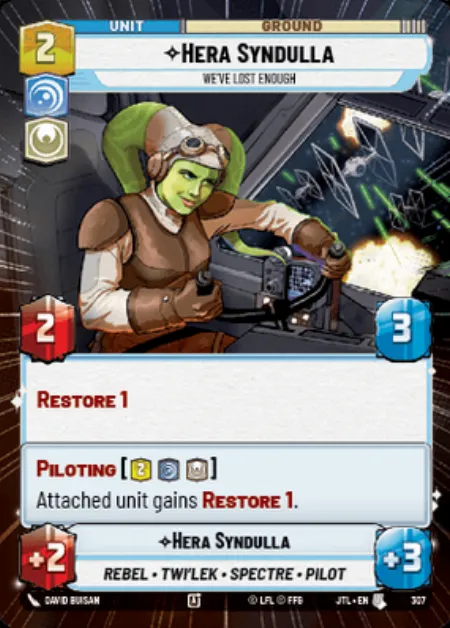 UNIT
GROUND
2
HERA SYNDULLA
WE'VE LOST ENOUGH
2
3
RESTORE 1
PILOTING [2]
Attached unit gains RESTORE 1.
+2
HERA SYNDULLA
+3
REBEL • TWI'LEK • SPECTRE • PILOT
DAVID BUISAN
© LFL © FFG
JTL • EN
307